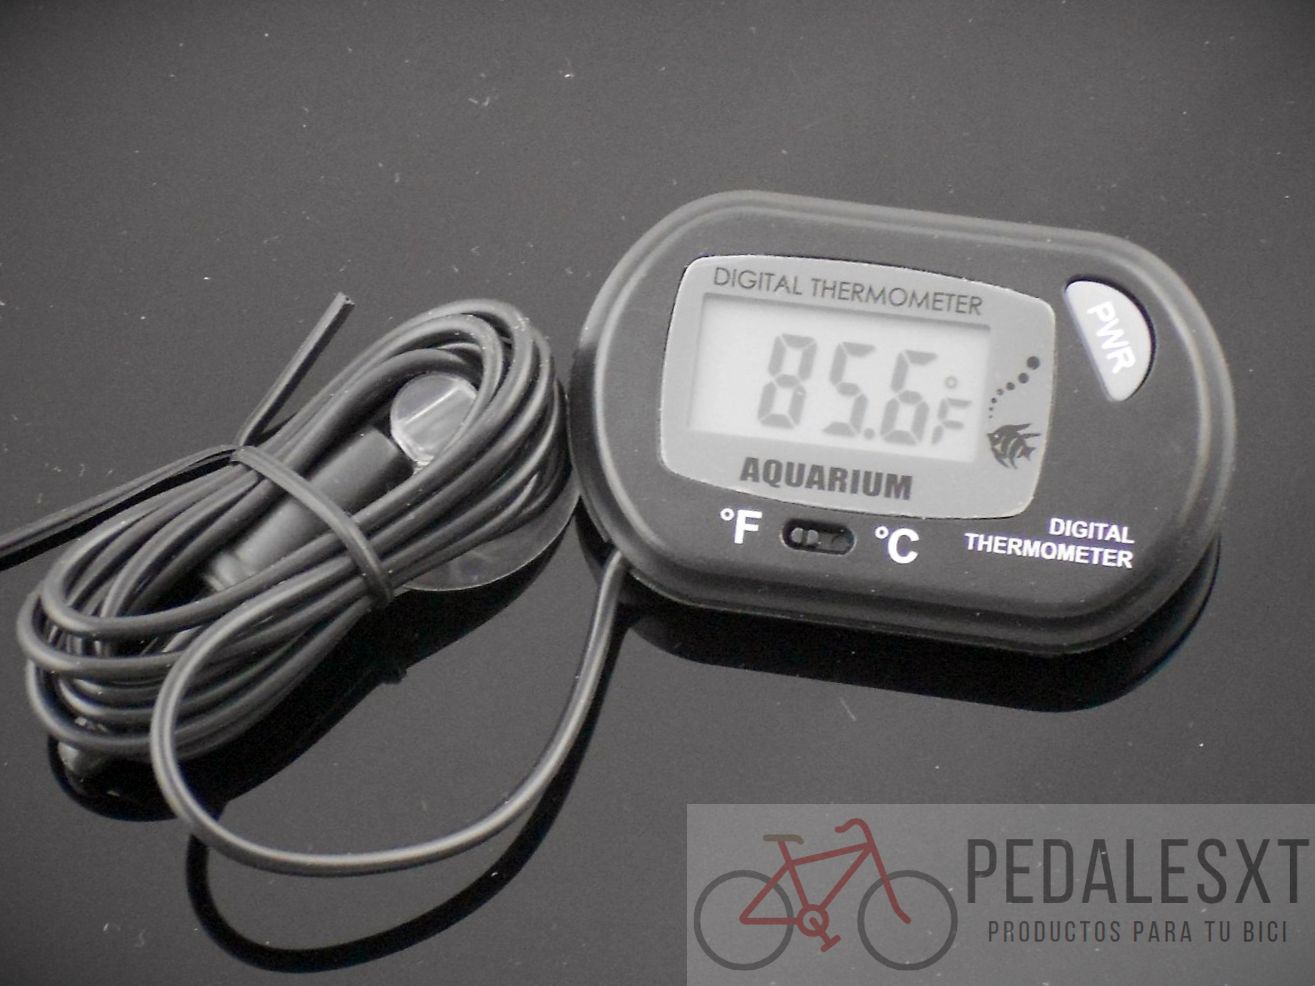 DIGITAL THERMOMETER
85.6°F
AQUARIUM
°F °C
DIGITAL
THERMOMETER
PWR
PEDALESXT
PRODUCTOS PARA TU BICI